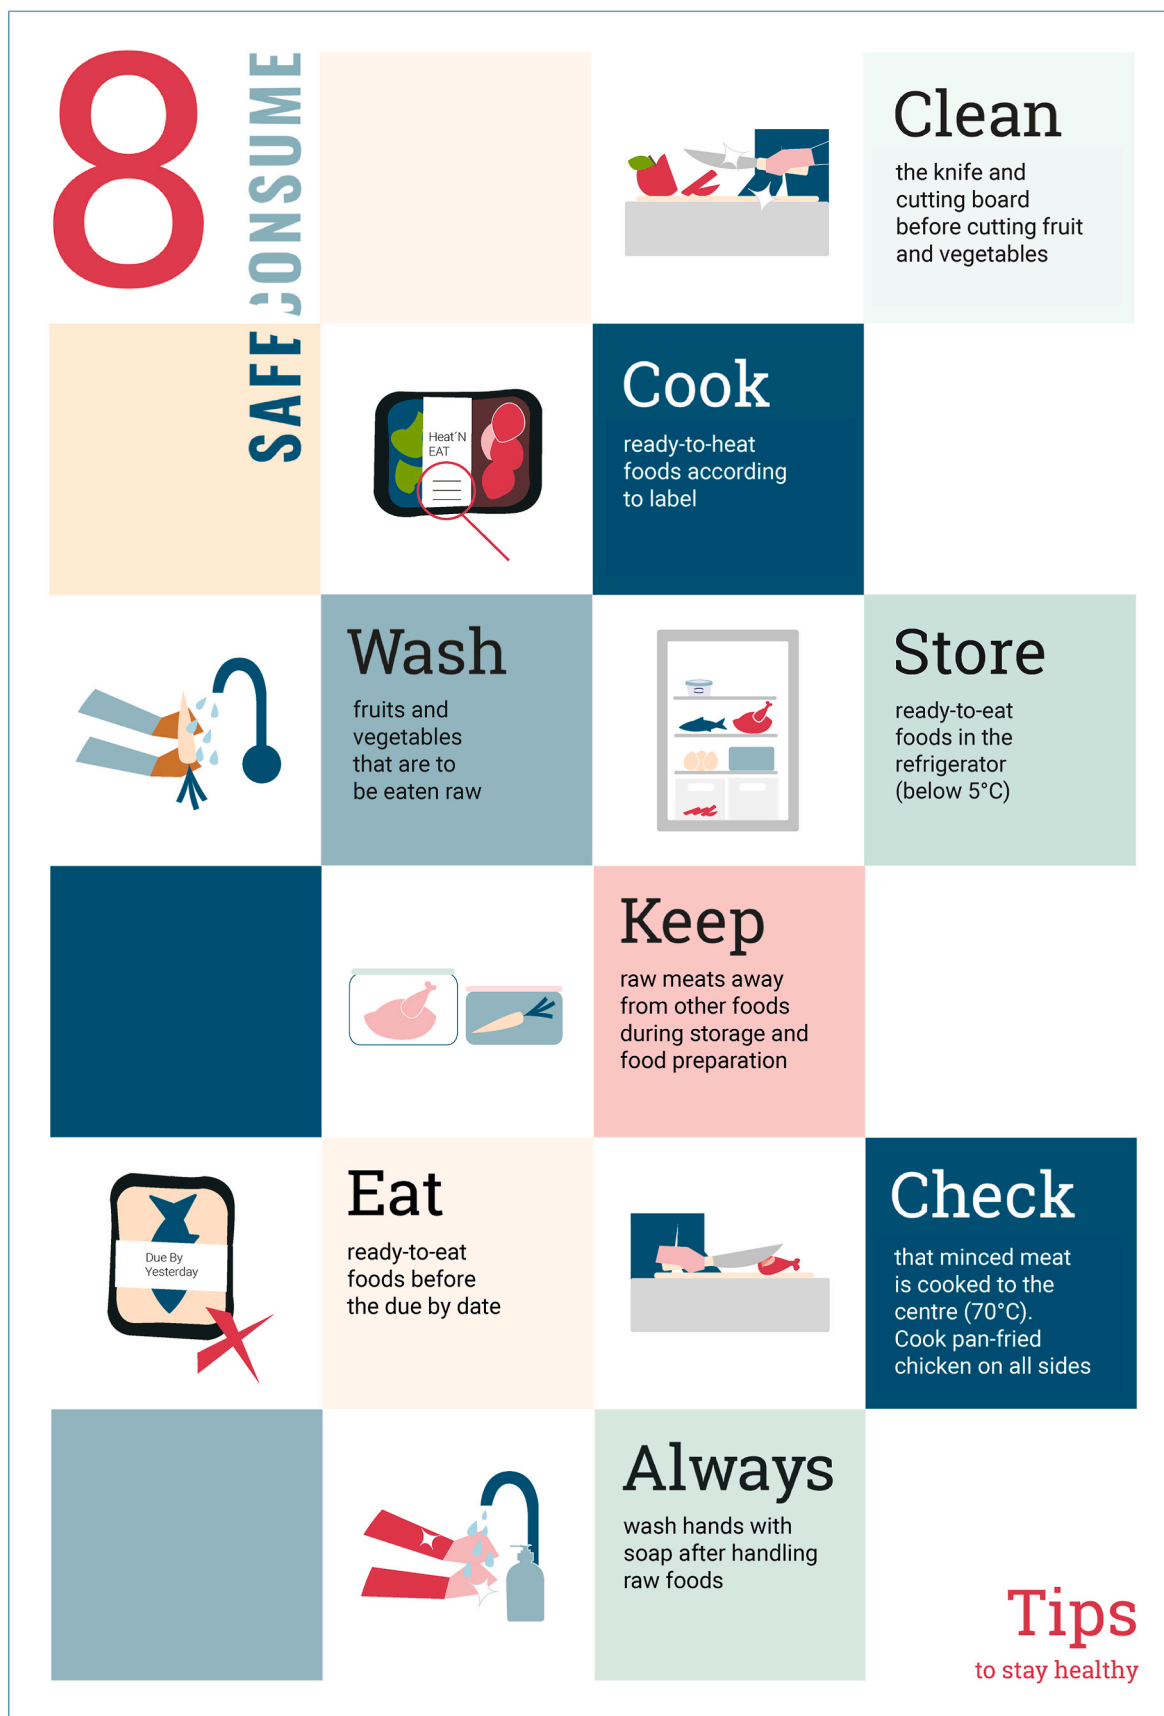 8
SAFE CONSUME
Clean
the knife and
cutting board
before cutting fruit
and vegetables
Heat´N
EAT
Cook
ready-to-heat
foods according
to label
Wash
fruits and
vegetables
that are to
be eaten raw
Store
ready-to-eat
foods in the
refrigerator
(below 5°C)
Keep
raw meats away
from other foods
during storage and
food preparation
Due By
Yesterday
Eat
ready-to-eat
foods before
the due by date
Check
that minced meat
is cooked to the
centre (70°C).
Cook pan-fried
chicken on all sides
Always
wash hands with
soap after handling
raw foods
Tips
to stay healthy